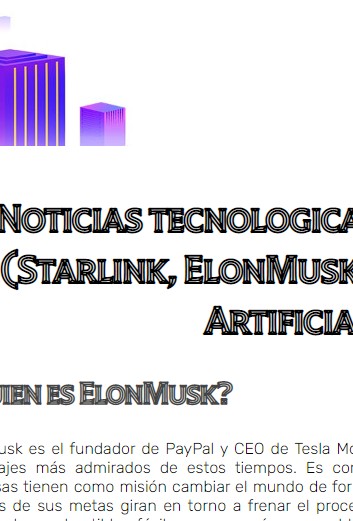 NOTICIAS TECNOLOGICA
(STARLINK, ELONMUSK
ARTIFICIA
UIEN ES ELONMUSK?
usk es el fundador de PayPal y CEO de Tesla Mo
ajes más admirados de estos tiempos. Es con
sas tienen como misión cambiar el mundo de for
s de sus metas giran en torno a frenar el proce